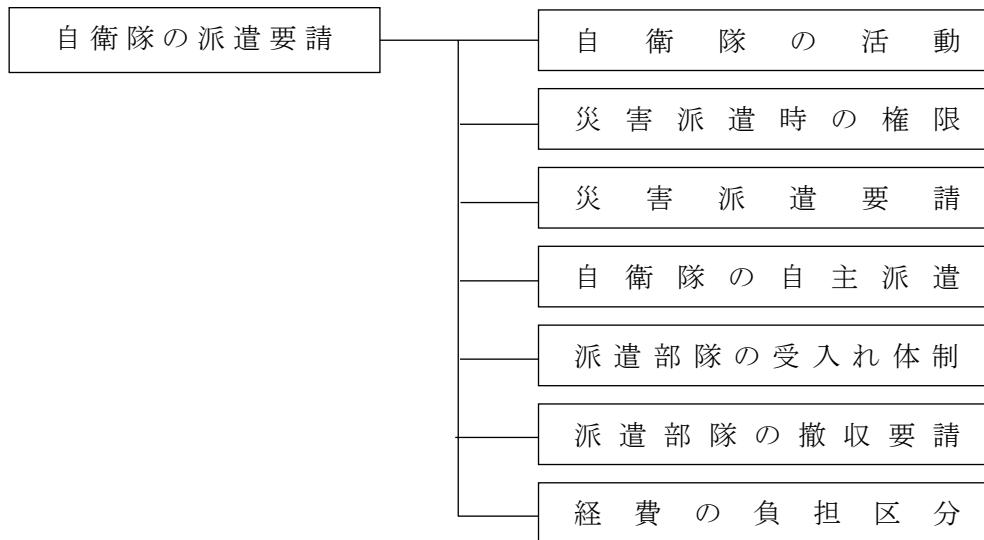 自衛隊の派遣要請
自衛隊の活動
災害派遣時の権限
災害派遣要請
自衛隊の自主派遣
派遣部隊の受入れ体制
派遣部隊の撤収要請
経費の負担区分